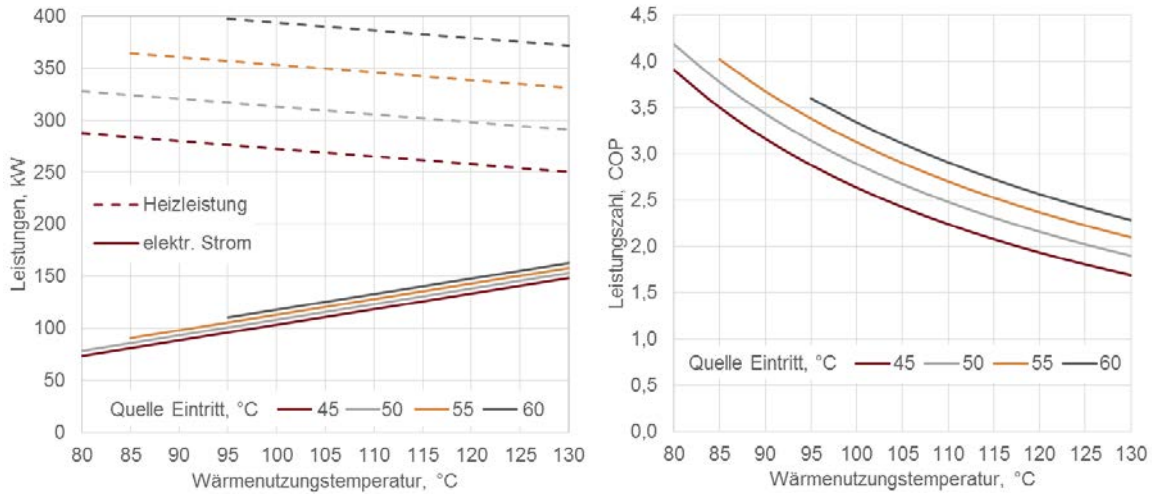 400
350
300
250
200
150
100
50
0
Leistungen, kW
Heizleistung
elektr. Strom
Quelle Eintritt, °C 45 50 55 60
80 85 90 95 100 105 110 115 120 125 130
Wärmenutzungstemperatur, °C
4,5
4,0
3,5
3,0
2,5
2,0
1,5
1,0
0,5
0,0
Leistungszahl, COP
Quelle Eintritt, °C 45 50 55 60
80 85 90 95 100 105 110 115 120 125 130
Wärmenutzungstemperatur, °C